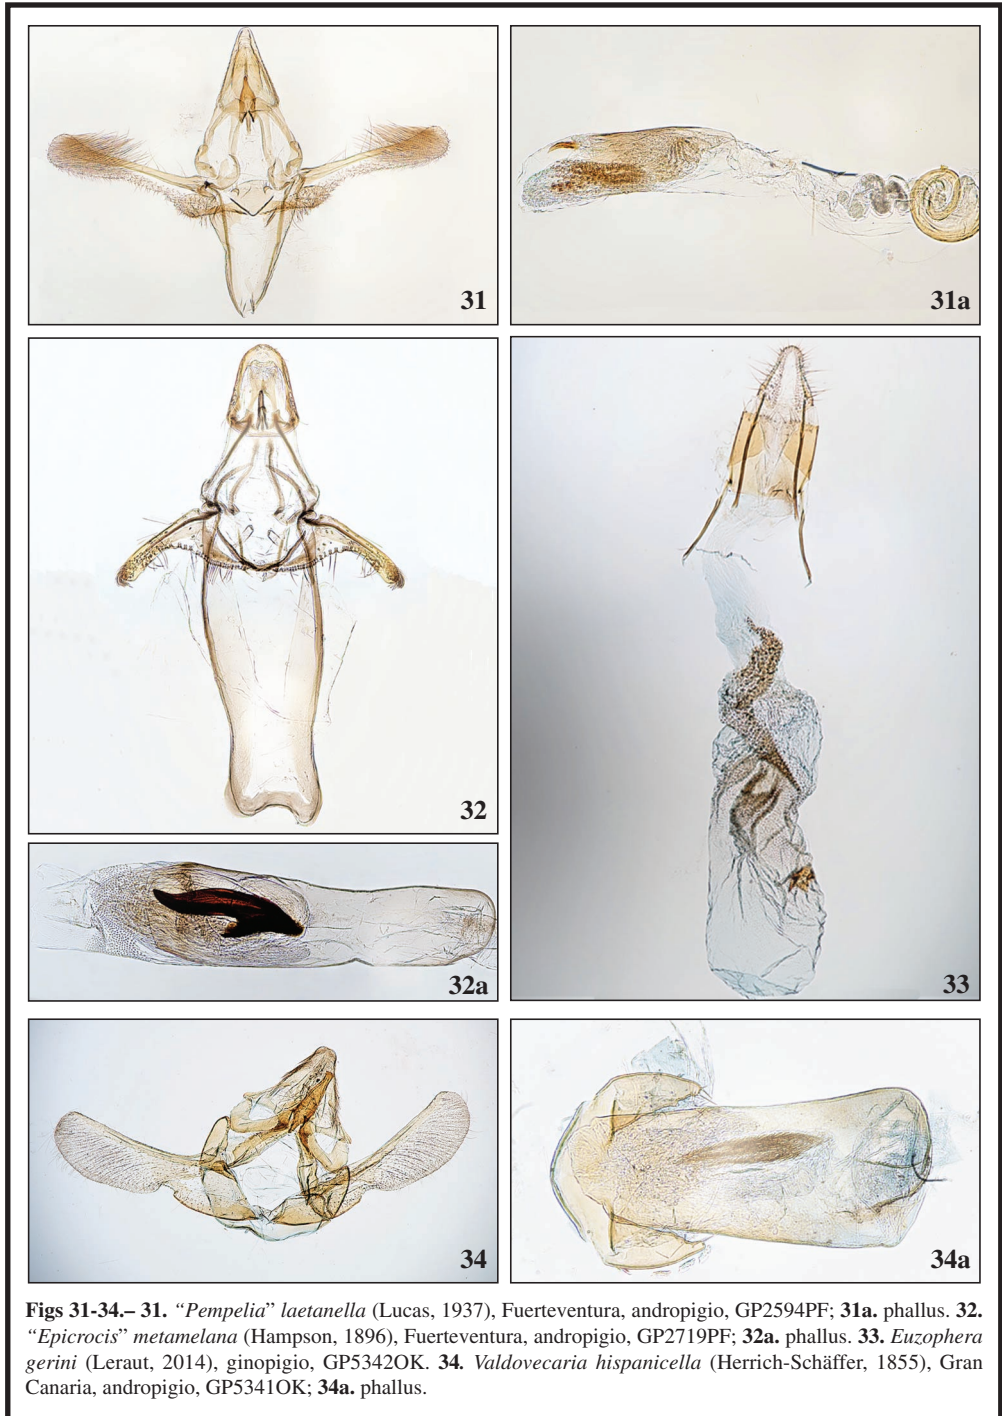 31
31a
32
33
32a
34
34a
Figs 31-34.– 31. “Pempelia” laetanella (Lucas, 1937), Fuerteventura, andropigio, GP2594PF; 31a. phallus. 32.
“Epicrocis” metamelana (Hampson, 1896), Fuerteventura, andropigio, GP2719PF; 32a. phallus. 33. Euzophera
gerini (Leraut, 2014), ginopigio, GP5342OK. 34. Valdovecaria hispanicella (Herrich-Schäffer, 1855), Gran
Canaria, andropigio, GP5341OK; 34a. phallus.